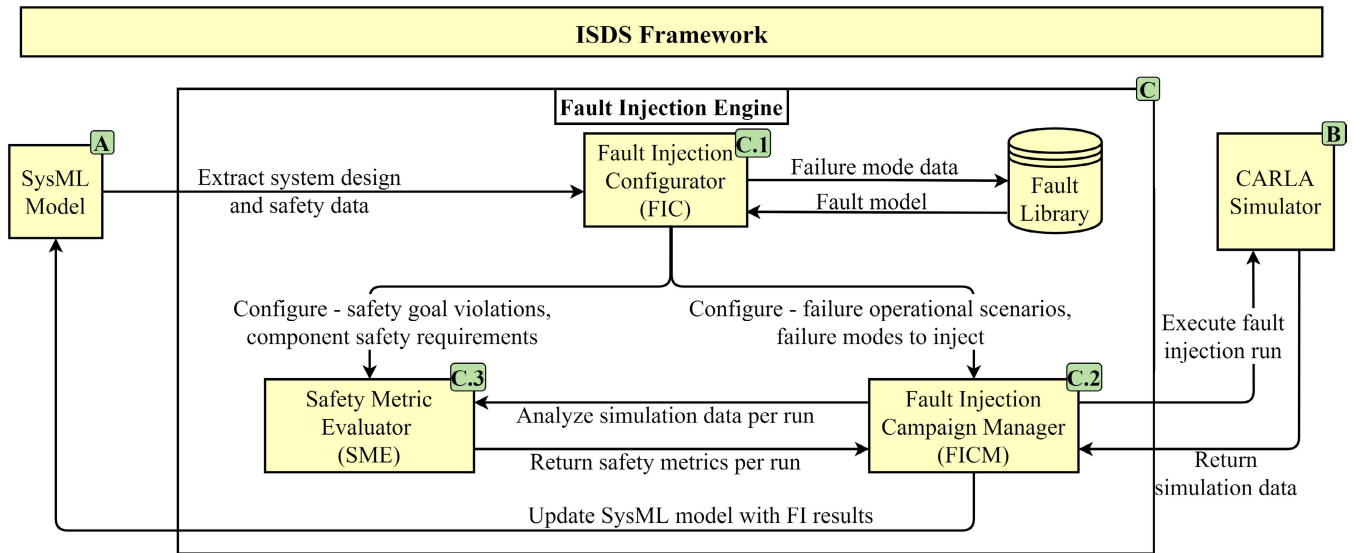 ISDS Framework
C
Fault Injection Engine
A
SysML
Model
Extract system design
and safety data
C.1
Fault Injection
Configurator
(FIC)
Failure mode data
Fault model
Fault
Library
B
CARLA
Simulator
Configure - safety goal violations,
component safety requirements
Configure - failure operational scenarios,
failure modes to inject
Execute fault
injection run
C.3
Safety Metric
Evaluator
(SME)
Analyze simulation data per run
Return safety metrics per run
C.2
Fault Injection
Campaign Manager
(FICM)
Return
simulation data
Update SysML model with FI results